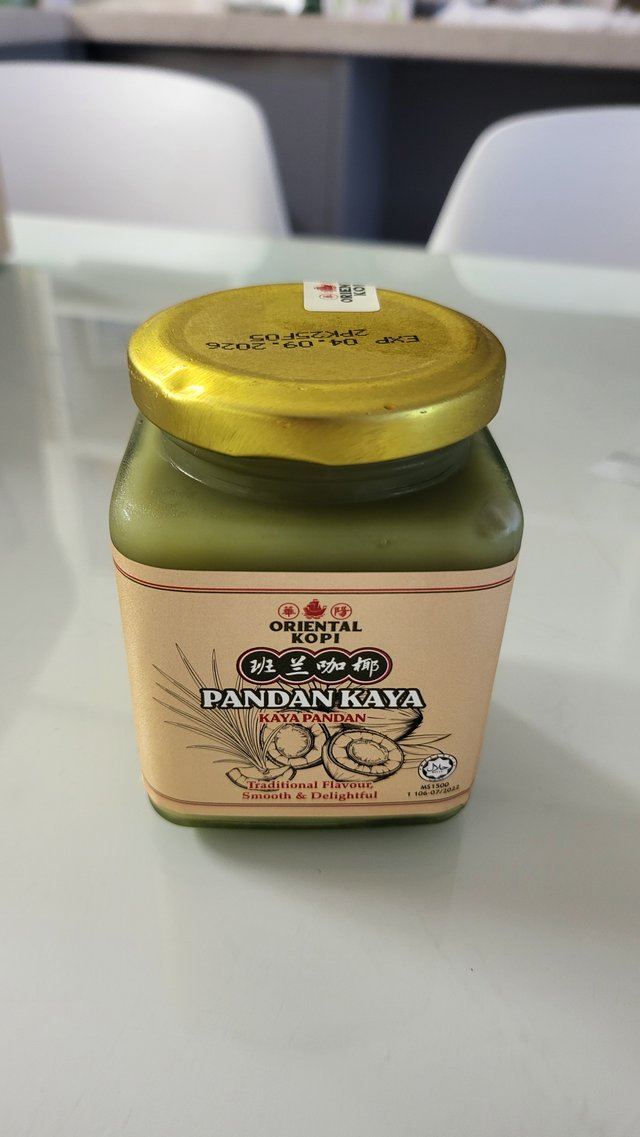 ORIENTAL
EXP 04.09.2026
2PK25F05
華 陽
ORIENTAL
KOPI
班兰咖椰
PANDAN KAYA
KAYA PANDAN
Traditional Flavour,
Smooth & Delightful
MS1500
1 106-07/2022